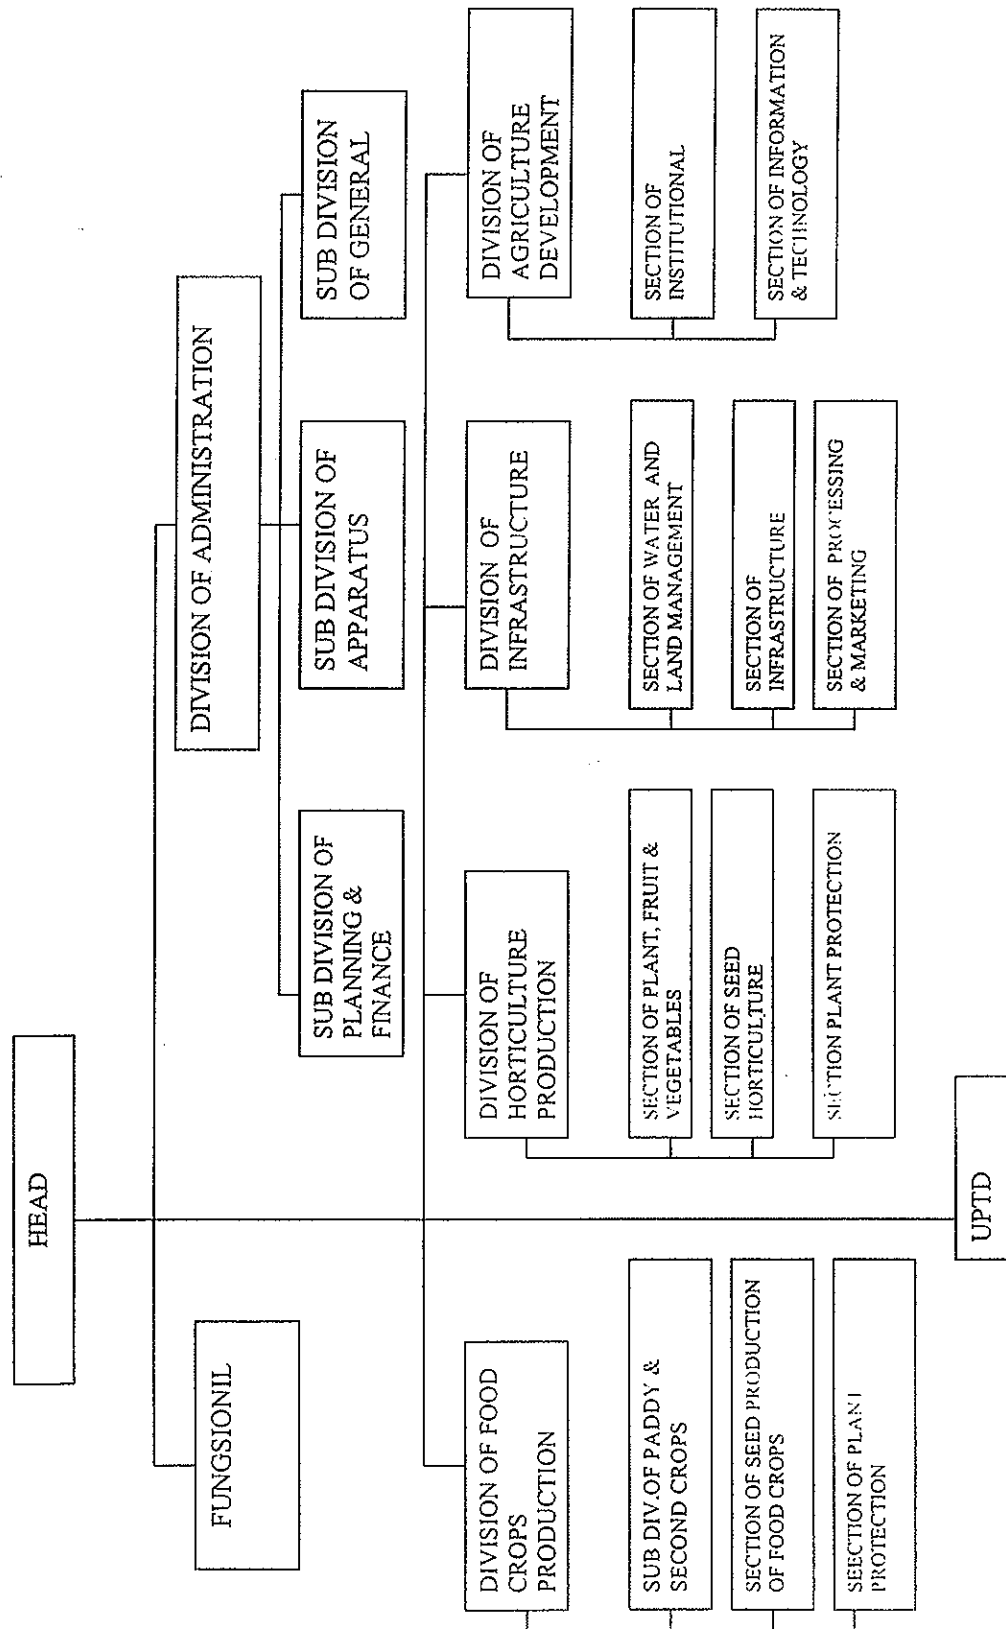 HEAD
FUNGSIONIL
DIVISION OF ADMINISTRATION
SUB DIVISION OF
PLANNING &
FINANCE
SUB DIVISION OF
APPARATUS
SUB DIVISION
OF GENERAL
DIVISION OF FOOD
CROPS
PRODUCTION
DIVISION OF
HORTICULTURE
PRODUCTION
DIVISION OF
INFRASTRUCTURE
DIVISION OF
AGRICULTURE
DEVELOPMENT
SUB DIV.OF PADDY &
SECOND CROPS
SECTION OF SEED PRODUCTION
OF FOOD CROPS
SEECTION OF PLANT
PROTECTION
SECTION OF PLANT, FRUIT &
VEGETABLES
SECTION OF SEED
HORTICULTURE
SECTION PLANT PROTECTION
SECTION OF WATER AND
LAND MANAGEMENT
SECTION OF
INFRASTRUCTURE
SECTION OF PROCESSING
& MARKETING
SECTION OF
INSTITUTIONAL
SECTION OF INFORMATION
& TECHNOLOGY
UPTD